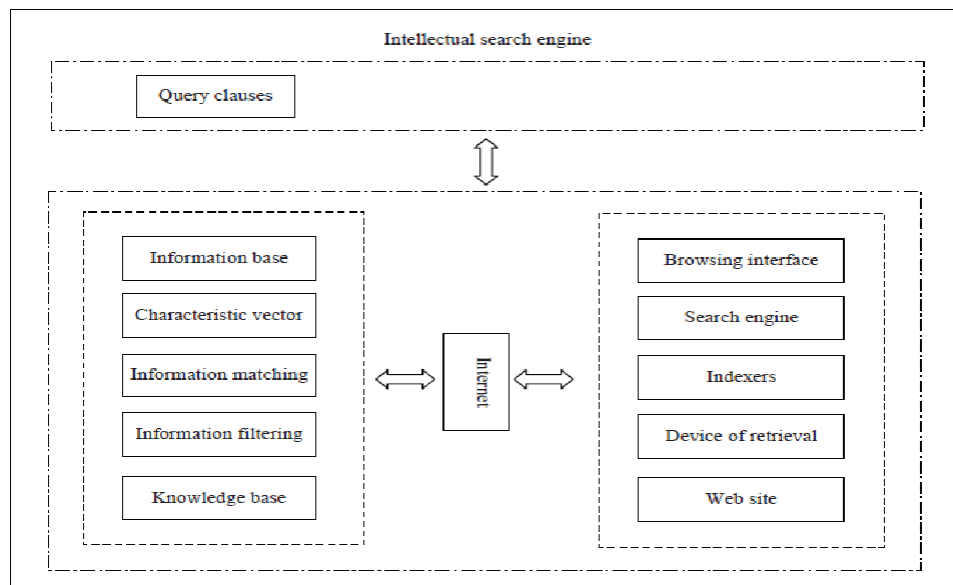 Intellectual search engine
Query clauses
Information base
Characteristic vector
Information matching
Information filtering
Knowledge base
Internet
Browsing interface
Search engine
Indexers
Device of retrieval
Web site